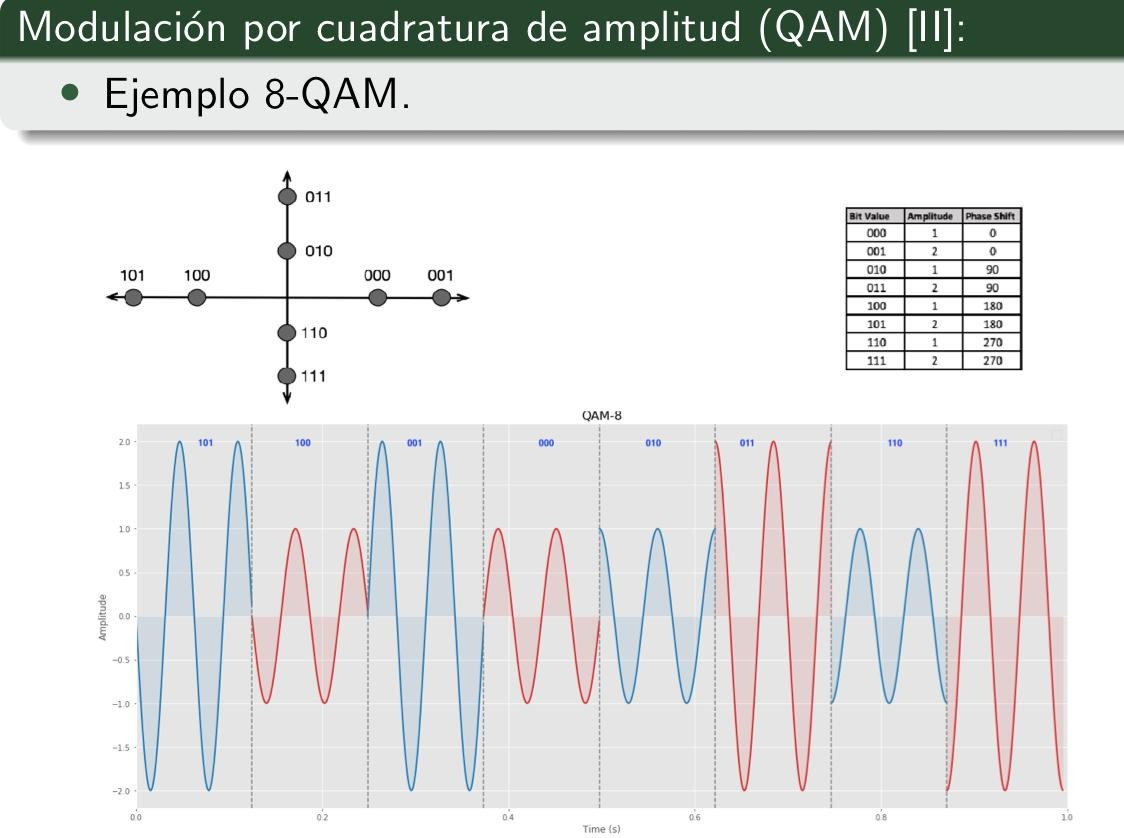 Modulación por cuadratura de amplitud (QAM) [II]:
Ejemplo 8-QAM.
011
010
101 100 000 001
110
111
Bit Value Amplitude Phase Shift
000 1 0
001 2 0
010 1 90
011 2 90
100 1 180
101 2 180
110 1 270
111 2 270
QAM-8
101 100 001 000 010 011 110 111
2.0
1.5
1.0
0.5
0.0
−0.5
−1.0
−1.5
−2.0
Amplitude
0.0 0.2 0.4 0.6 0.8 1.0
Time (s)